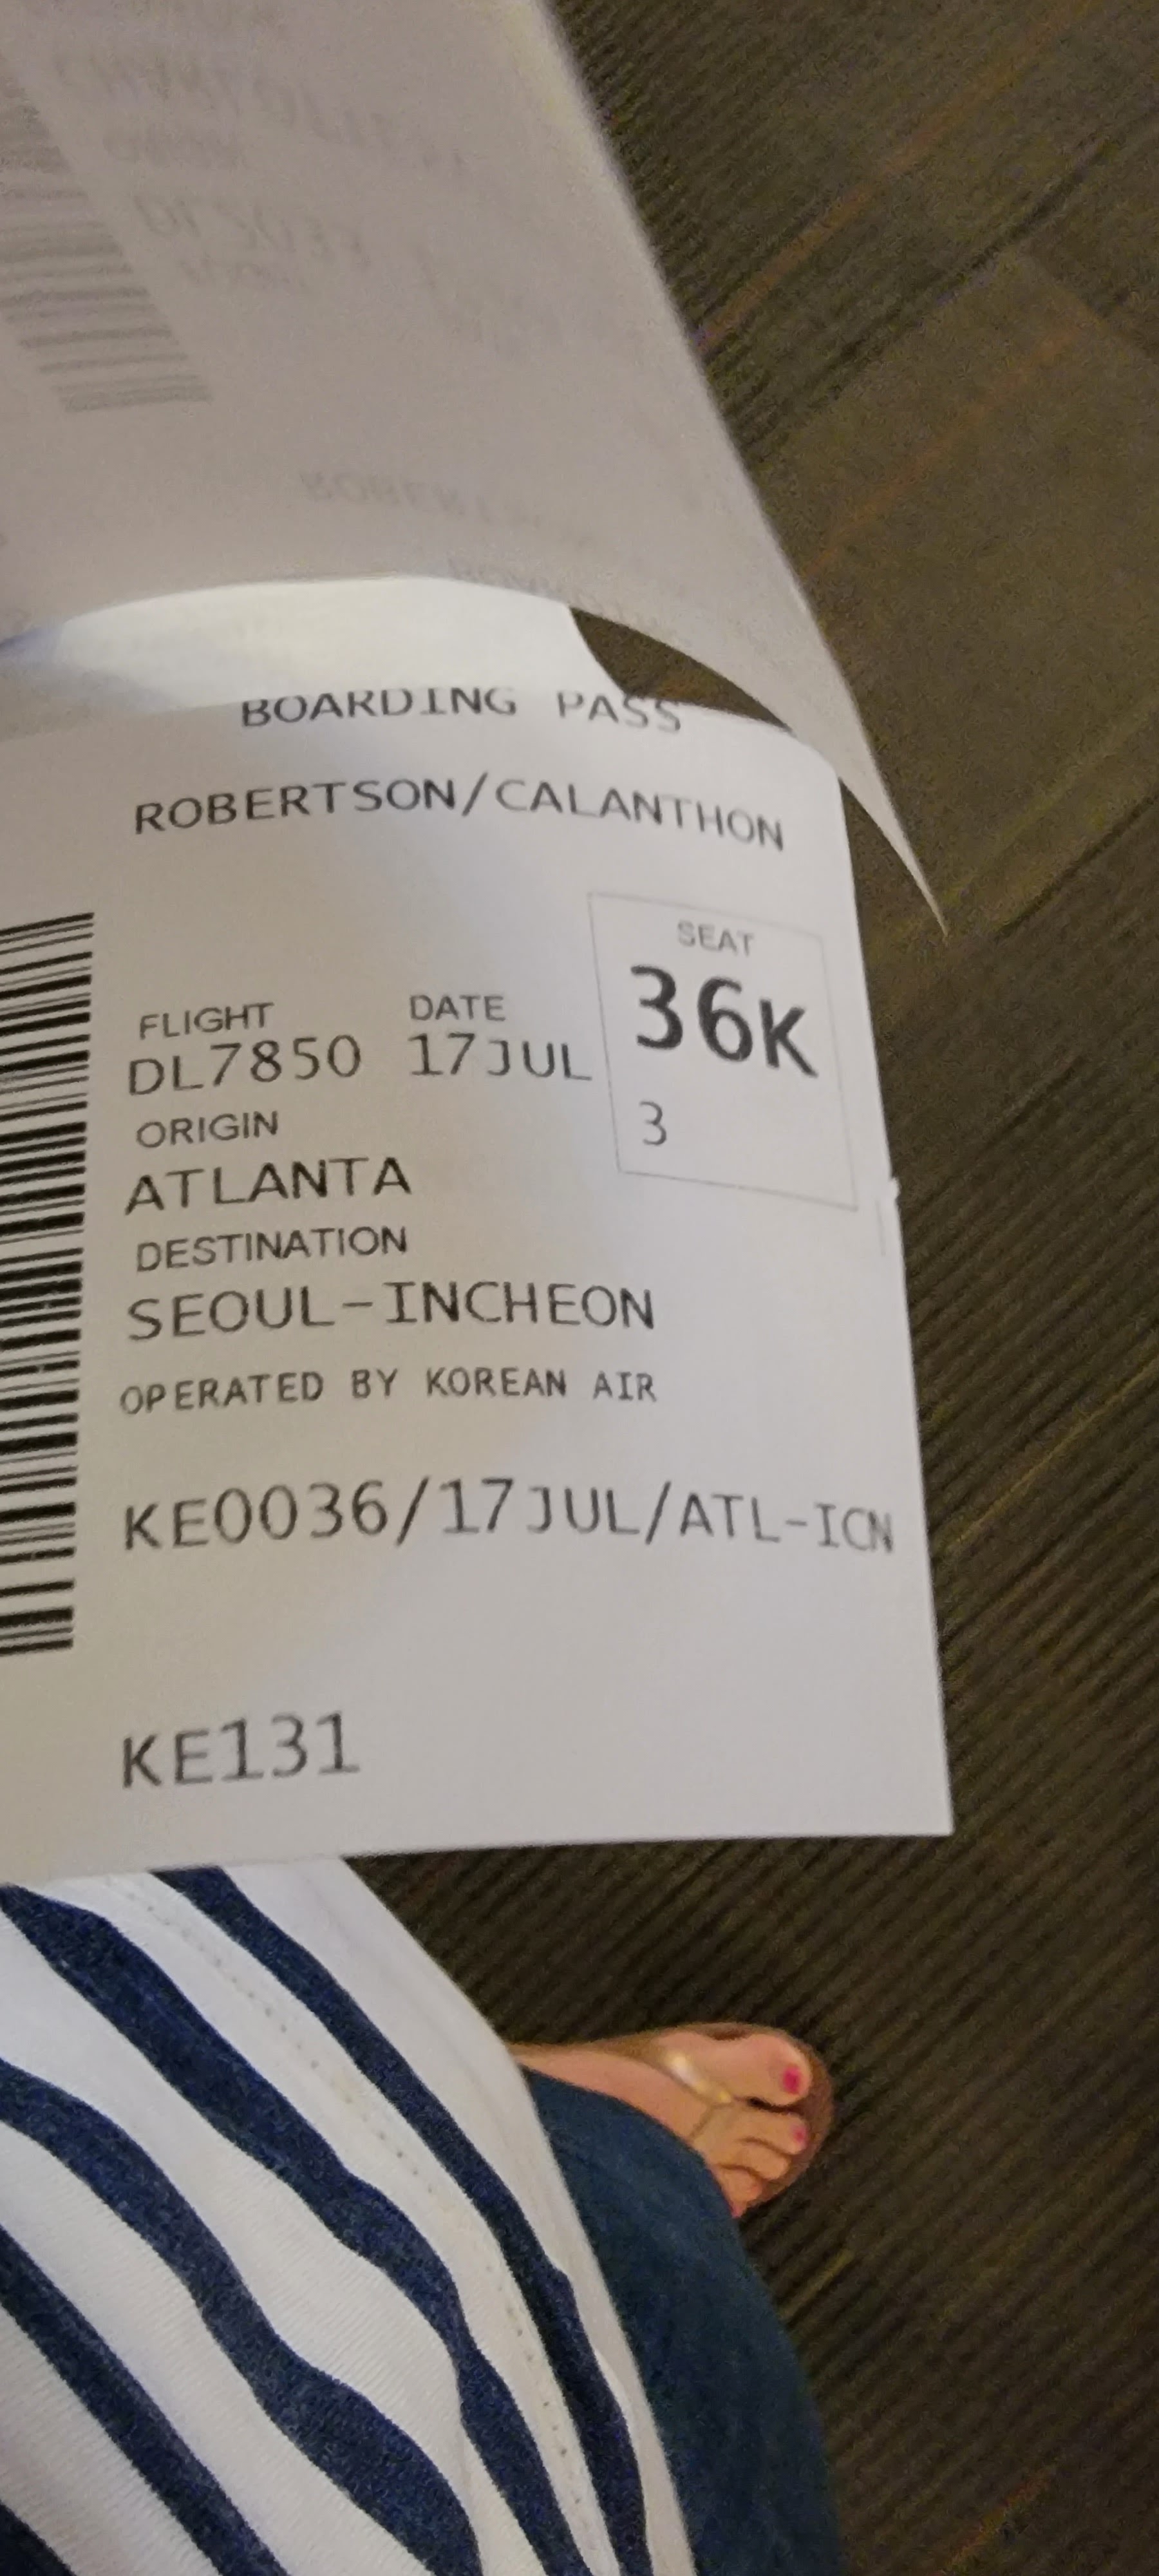 BOARDING PASS
ROBERTSON/CALANTHON
SEAT
36K
3
FLIGHT DATE
DL7850 17JUL
ORIGIN
ATLANTA
DESTINATION
SEOUL-INCHEON
OPERATED BY KOREAN AIR
KE0036/17JUL/ATL-ICN
KE131